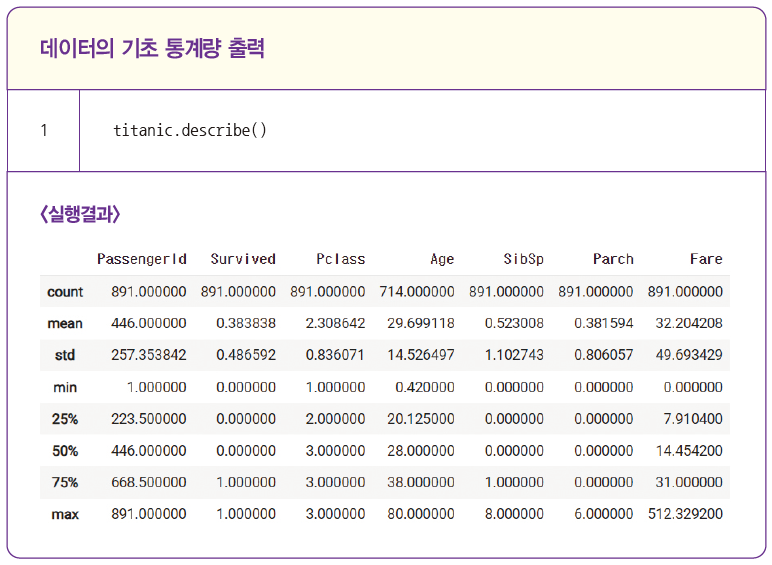 데이터의 기초 통계량 출력
1 titanic.describe()
<실행결과>
PassengerId Survived Pclass Age SibSp Parch Fare
count 891.000000 891.000000 891.000000 714.000000 891.000000 891.000000 891.000000
mean 446.000000 0.383838 2.308642 29.699118 0.523008 0.381594 32.204208
std 257.353842 0.486592 0.836071 14.526497 1.102743 0.806057 49.693429
min 1.000000 0.000000 1.000000 0.420000 0.000000 0.000000 0.000000
25% 223.500000 0.000000 2.000000 20.125000 0.000000 0.000000 7.910400
50% 446.000000 0.000000 3.000000 28.000000 0.000000 0.000000 14.454200
75% 668.500000 1.000000 3.000000 38.000000 1.000000 0.000000 31.000000
max 891.000000 1.000000 3.000000 80.000000 8.000000 6.000000 512.329200